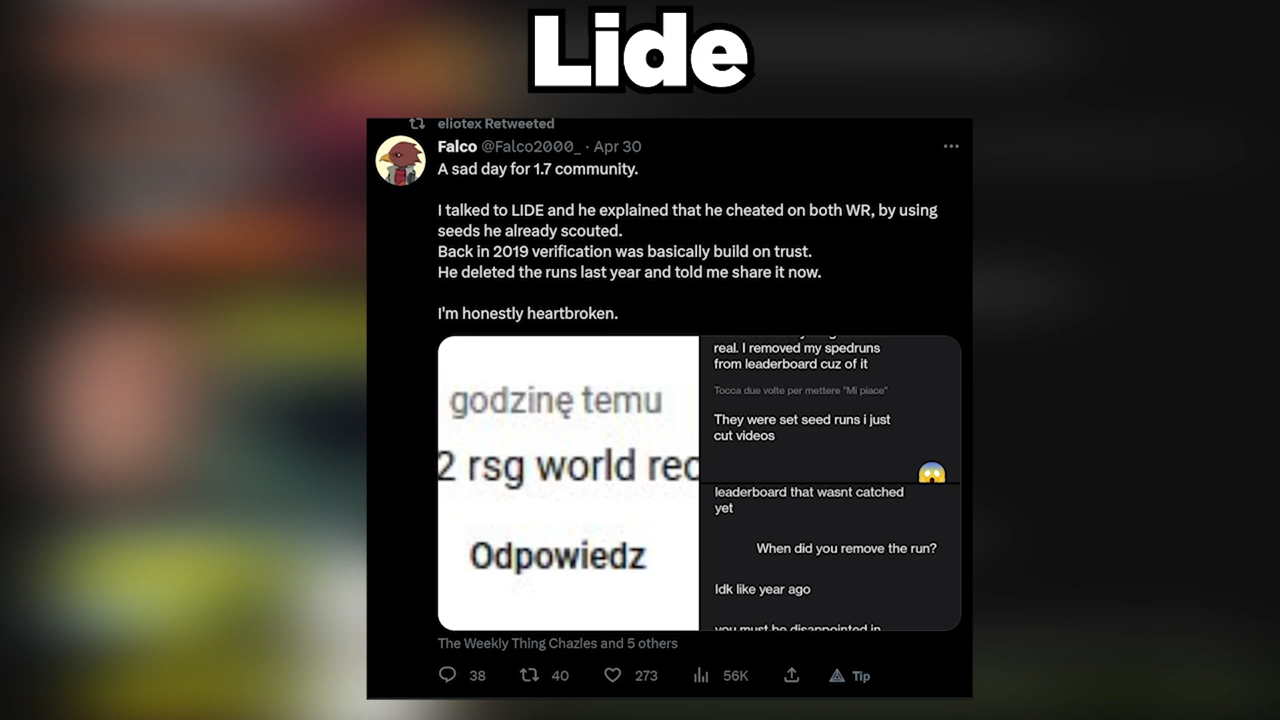 Lide
eliotex Retweeted
Falco @Falco2000_ · Apr 30
A sad day for 1.7 community.
I talked to LIDE and he explained that he cheated on both WR, by using
seeds he already scouted.
Back in 2019 verification was basically build on trust.
He deleted the runs last year and told me share it now.
I'm honestly heartbroken.
godzinę temu
2 rsg world rec
Odpowiedz
real. I removed my spedruns
from leaderboard cuz of it
Tocca due volte per mettere "Mi piace"
They were set seed runs i just
cut videos
leaderboard that wasnt catched
yet
When did you remove the run?
Idk like year ago
you must be disappointed in
The Weekly Thing Chazles and 5 others
38 40 273 56K Tip